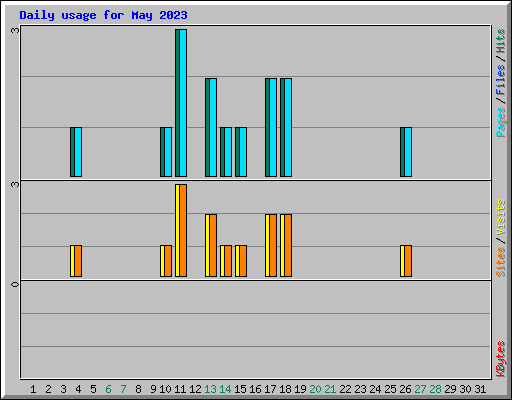 Daily usage for May 2023
3
Pages/Files/Hits
3
Sites/Visits
0
KBytes
1 2 3 4 5 6 7 8 9 10 11 12 13 14 15 16 17 18 19 20 21 22 23 24 25 26 27 28 29 30 31